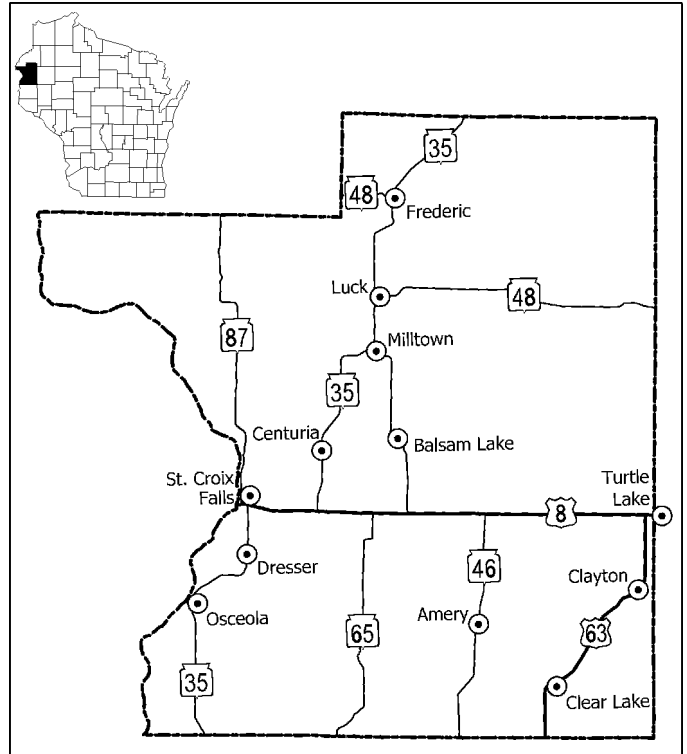 35
48
Frederic
Luck
48
87
Milltown
35
Centuria
Balsam Lake
St. Croix
Falls
Turtle
Lake
8
Dresser
46
Clayton
Osceola
Amery
65
63
35
Clear Lake